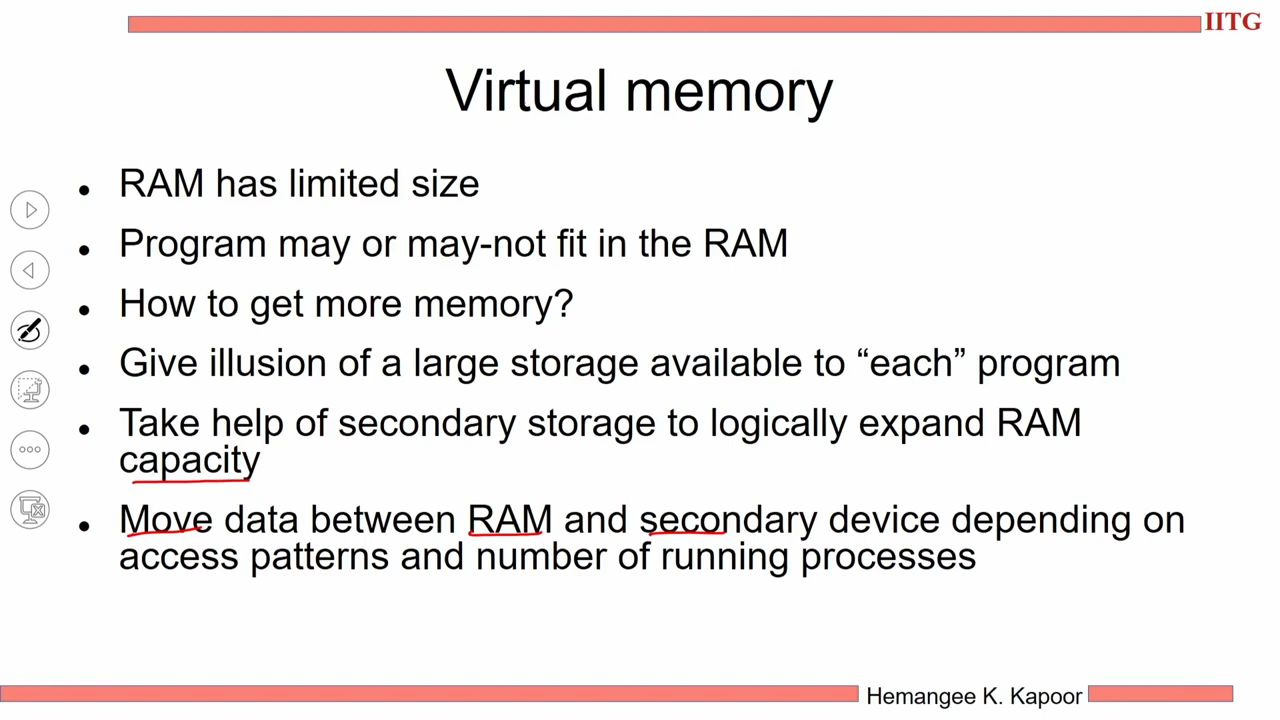 IITG
Virtual memory
• RAM has limited size
• Program may or may-not fit in the RAM
• How to get more memory?
• Give illusion of a large storage available to “each” program
• Take help of secondary storage to logically expand RAM
capacity
• Move data between RAM and secondary device depending on
access patterns and number of running processes
Hemangee K. Kapoor